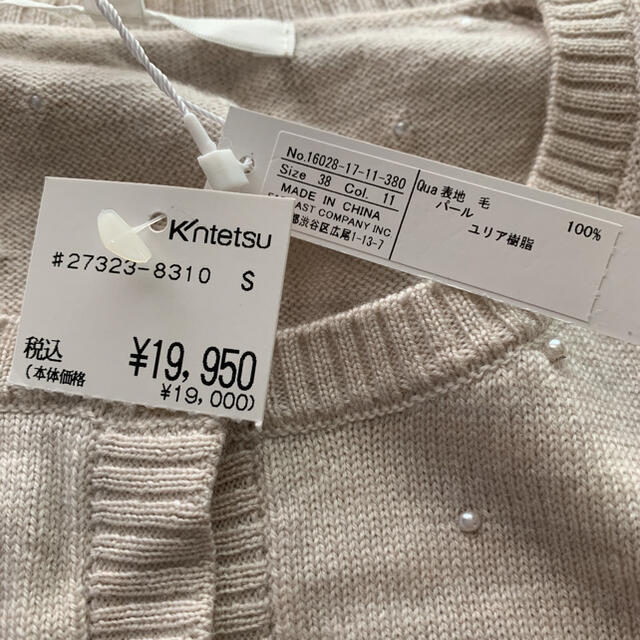 Kintetsu
#27323-8310 S
税込 ¥19,950
(本体価格 ¥19,000)
No.16028-17-11-380
Size 38 Col. 11
MADE IN CHINA
AST COMPANY INC
渋谷区広尾1-13-7
Qua 表地 毛 100%
パール
ユリア樹脂